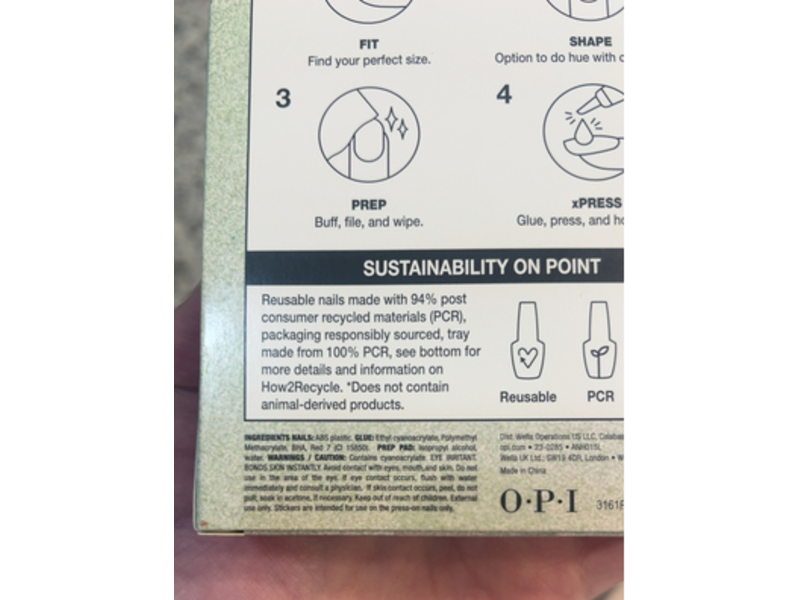 FIT
Find your perfect size.
SHAPE
Option to do hue with
3
PREP
Buff, file, and wipe.
4
xPRESS
Glue, press, and
SUSTAINABILITY ON POINT
Reusable nails made with 94% post
consumer recycled materials (PCR),
packaging responsibly sourced, tray
made from 100% PCR, see bottom for
more details and information on
How2Recycle. *Does not contain
animal-derived products.
Reusable
PCR
INGREDIENTS NAILS: ABS plastic. GLUE: Ethyl cyanoacrylate, Polymethyl
Methacrylate, BHA, Red 7 (CI 15850). PREP PAD: Isopropyl alcohol,
water. WARNINGS / CAUTION: Contains cyanoacrylate. EYE IRRITANT.
BONDS SKIN INSTANTLY. Avoid contact with eyes, mouth, and skin. Do not
use in the area of the eye. If eye contact occurs, flush with water
immediately and consult a physician. If skin contact occurs, peel, do not
pull; soak in acetone, if necessary. Keep out of reach of children. External
use only. Stickers are intended for use on the press-on nails only.
Dist. Wella Operations US LLC,
opi.com •
Wella UK Ltd., London •
Made in China
O·P·I
3161